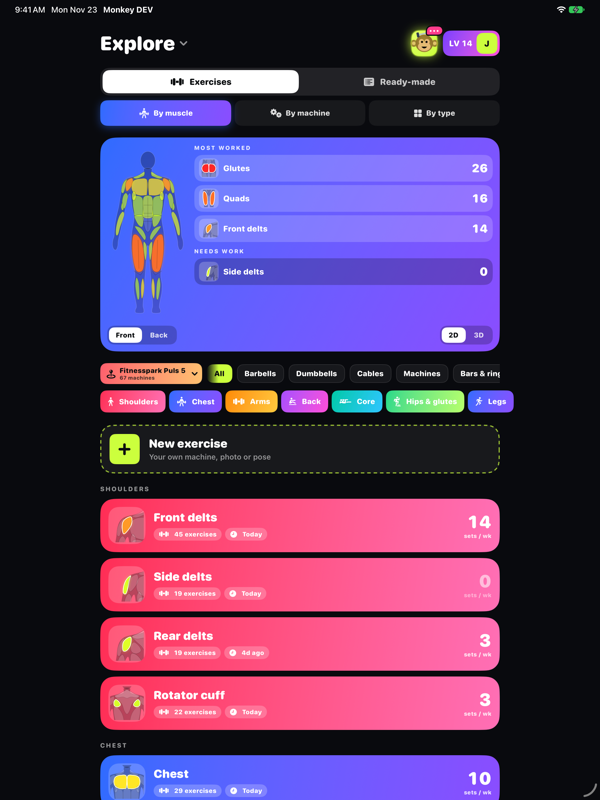 9:41 AM Mon Nov 23 Monkey DEV
Explore
LV 14 J
Exercises
Ready-made
By muscle
By machine
By type
MOST WORKED
Glutes 26
Quads 16
Front delts 14
NEEDS WORK
Side delts 0
Front Back
2D 3D
Fitnesspark Puls 5
67 machines
All
Barbells
Dumbbells
Cables
Machines
Bars & ring
Shoulders
Chest
Arms
Back
Core
Hips & glutes
Legs
New exercise
Your own machine, photo or pose
SHOULDERS
Front delts
45 exercises
Today
14
sets / wk
Side delts
19 exercises
Today
0
sets / wk
Rear delts
19 exercises
4d ago
3
sets / wk
Rotator cuff
22 exercises
Today
3
sets / wk
CHEST
Chest
29 exercises
Today
10
sets / wk